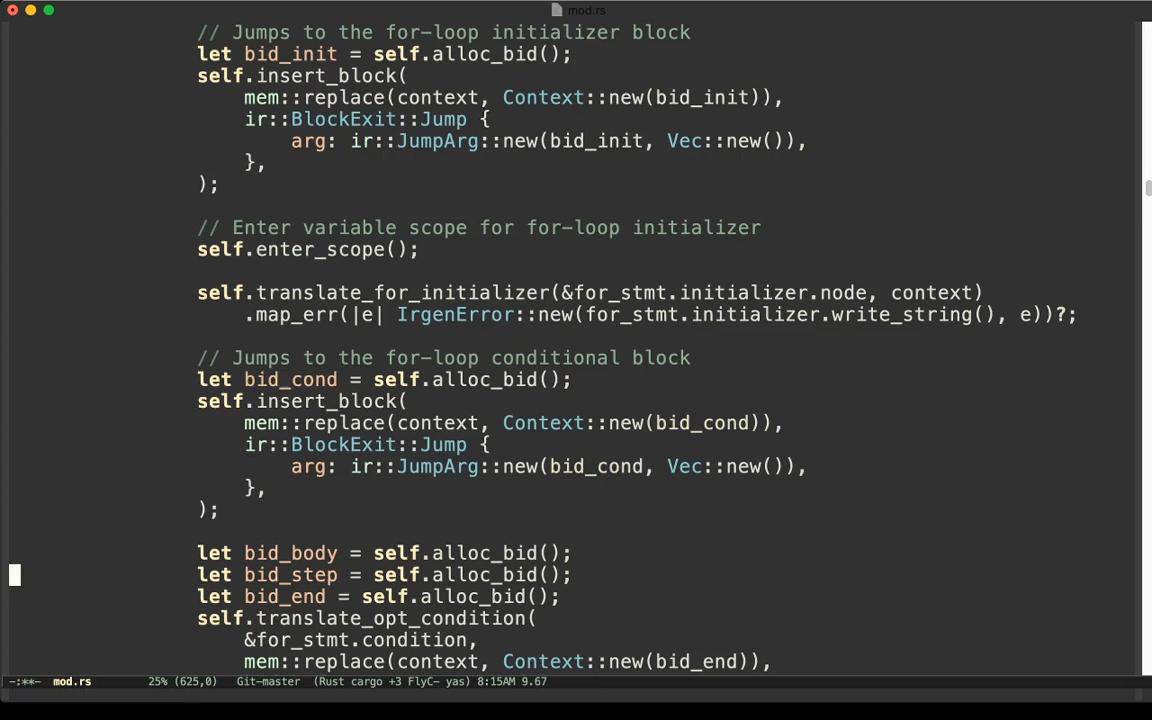 mod.rs
// Jumps to the for-loop initializer block
let bid_init = self.alloc_bid();
self.insert_block(
mem::replace(context, Context::new(bid_init)),
ir::BlockExit::Jump {
arg: ir::JumpArg::new(bid_init, Vec::new()),
},
);
// Enter variable scope for for-loop initializer
self.enter_scope();
self.translate_for_initializer(&for_stmt.initializer.node, context)
.map_err(|e| IrgenError::new(for_stmt.initializer.write_string(), e))?;
// Jumps to the for-loop conditional block
let bid_cond = self.alloc_bid();
self.insert_block(
mem::replace(context, Context::new(bid_cond)),
ir::BlockExit::Jump {
arg: ir::JumpArg::new(bid_cond, Vec::new()),
},
);
let bid_body = self.alloc_bid();
let bid_step = self.alloc_bid();
let bid_end = self.alloc_bid();
self.translate_opt_condition(
&for_stmt.condition,
mem::replace(context, Context::new(bid_end)),
-:**- mod.rs 25% (625,0) Git-master (Rust cargo +3 FlyC- yas) 8:15AM 9.67